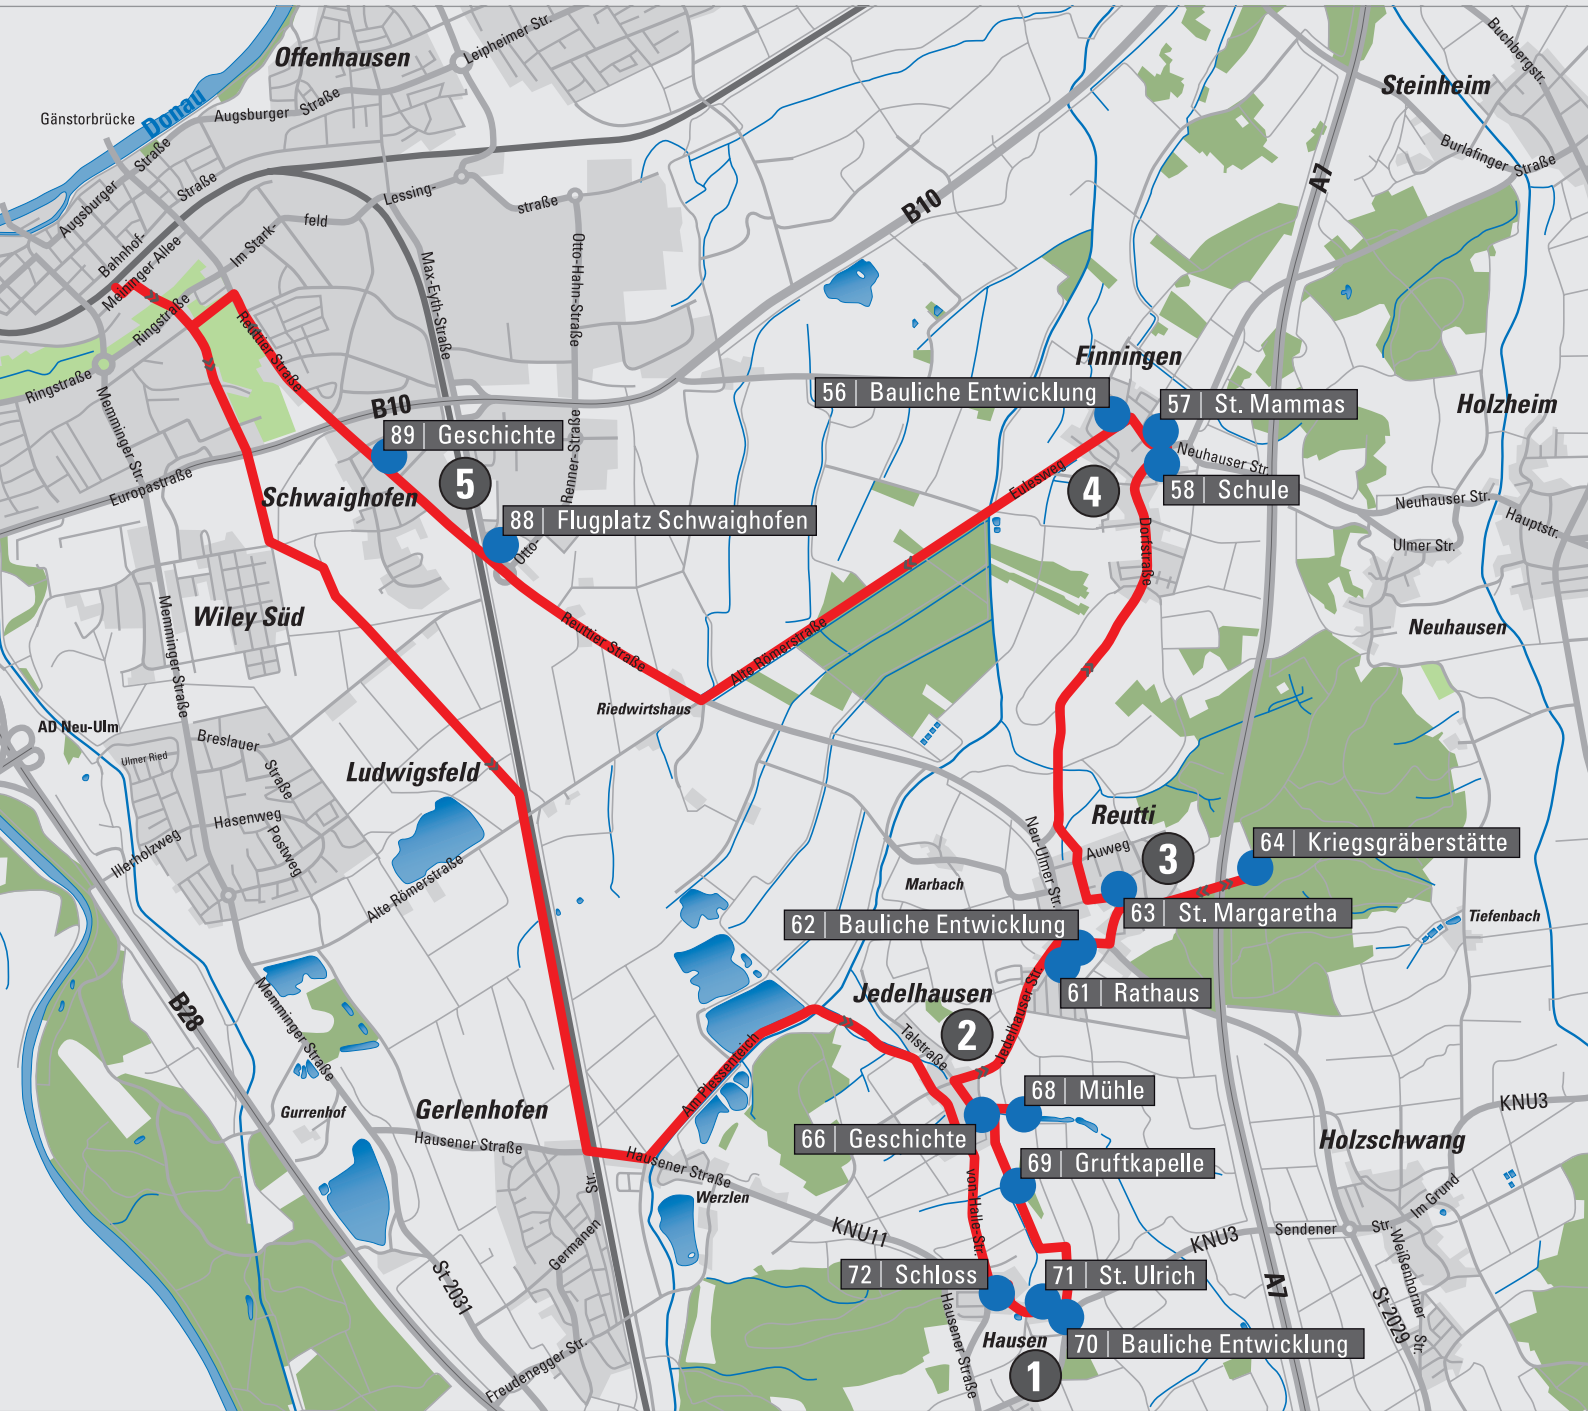 Offenhausen
Leipheimer Str.
Buchbergstr.
Steinheim
Gänstorbrücke
Donau
Augsburger Straße
Burlafinger Straße
Augsburger Straße
Bahnhof-
Straße
Lessing-
straße
B10
A7
Meininger Allee
Im Stark-
feld
Max-Eyth-Straße
Otto-Hahn-Straße
Ringstraße
Ringstraße
Reuttier Straße
Memminger Str.
Finningen
B10
56 | Bauliche Entwicklung
57 | St. Mammas
Holzheim
89 | Geschichte
5
Otto-
Renner-Straße
Neuhauser Str.
Europastraße
Schwaighofen
Eulesweg
4
58 | Schule
Neuhauser Str.
Hauptstr.
88 | Flugplatz Schwaighofen
Dorfstraße
Ulmer Str.
Wiley Süd
Memminger Straße
Reuttier Straße
Alte Römerstraße
Neuhausen
Riedwirtshaus
AD Neu-Ulm
Breslauer
Straße
Ulmer Ried
Ludwigsfeld
Hasenweg
Postweg
Illerholzweg
Reutti
Neu-Ulmer Str.
Auweg
3
64 | Kriegsgräberstätte
Alte Römerstraße
Marbach
62 | Bauliche Entwicklung
63 | St. Margaretha
Tiefenbach
61 | Rathaus
Jedelhausen
B28
Memminger Straße
2
Talstraße
Jedelhauser Str.
Am Plessenteich
68 | Mühle
Gurrenhof
Gerlenhofen
Hausener Straße
66 | Geschichte
KNU3
Holzschwang
Hausener Straße
69 | Gruftkapelle
Str.
Werzlen
von-Halle-Str.
Im Grund
KNU11
KNU3
Sendener
Str.
Germanen
72 | Schloss
71 | St. Ulrich
Weißenhorner
Str.
St 2031
A7
St 2029
Hausener Straße
Hausen
70 | Bauliche Entwicklung
1
Freudenegger Str.